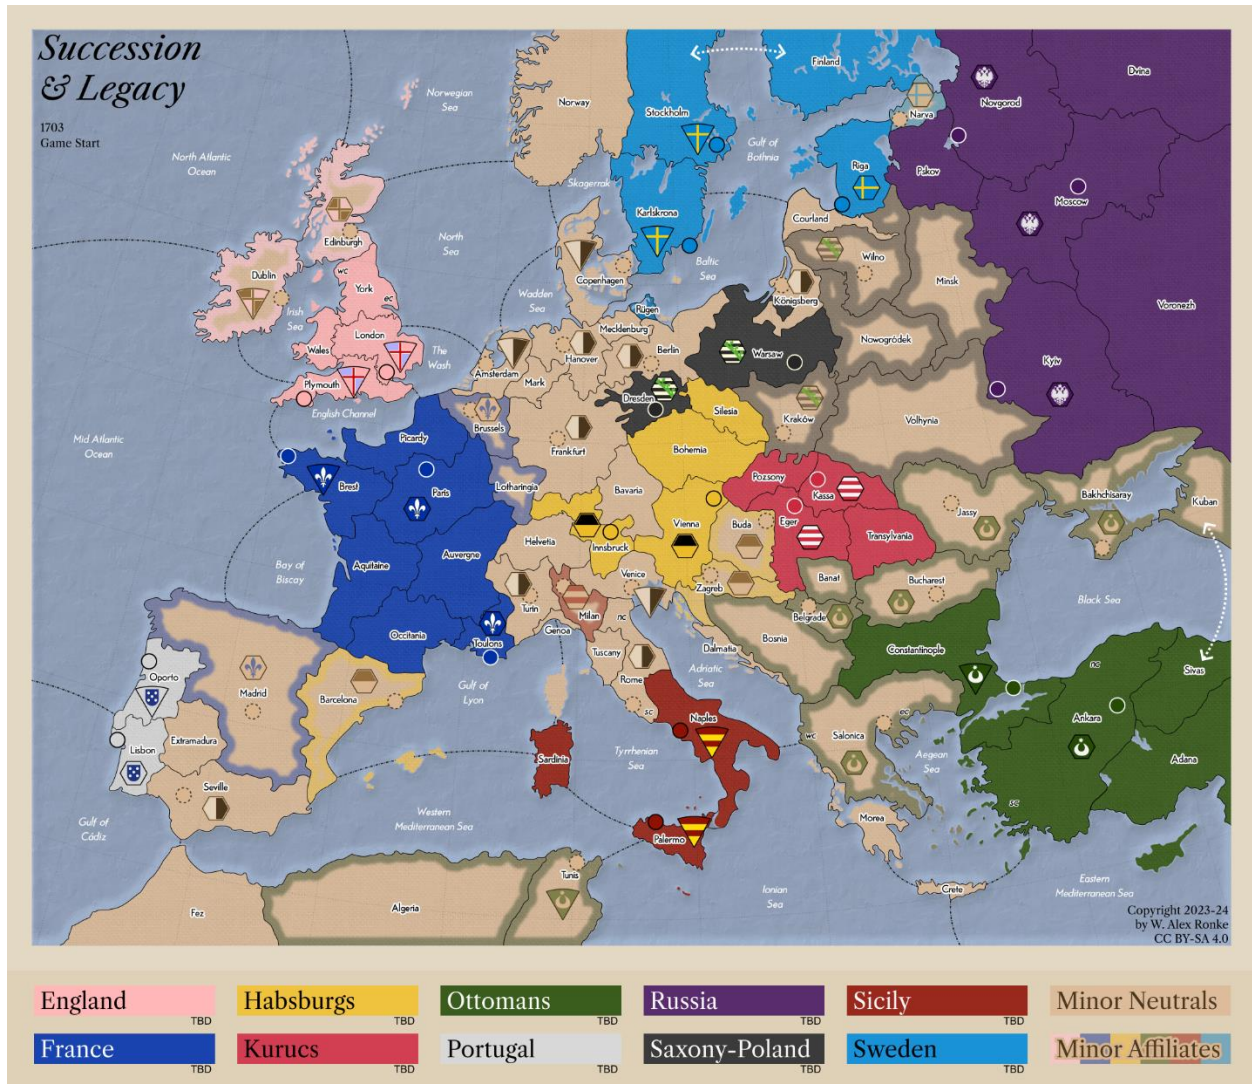 Succession
& Legacy
1703
Game Start
Norwegian
Sea
North Atlantic
Ocean
Norway
Stockholm
Finland
Gulf of
Bothnia
Narva
Novgorod
Dvina
Pskov
Moscow
Riga
Skagerrak
Karlskrona
Courland
Edinburgh
North
Sea
Dublin
wc
York
ec
Irish
Sea
Wadden
Sea
Copenhagen
Baltic
Sea
Wilno
Minsk
Königsberg
Voronezh
Rügen
London
Wales
The
Wash
Mecklenburg
Hanover
Berlin
Amsterdam
Mark
Warsaw
Nowogródek
Kyiv
Plymouth
English Channel
Dresden
Silesia
Kraków
Volhynia
Picardy
Brussels
Frankfurt
Bohemia
Mid Atlantic
Ocean
Brest
Paris
Lotharingia
Bavaria
Pozsony
Kassa
Bakhchisaray
Kuban
Vienna
Buda
Eger
Jassy
Innsbruck
Helvetia
Transylvania
Auvergne
Aquitaine
Bay of
Biscay
Venice
Zagreb
Banat
Bucharest
Turin
Milan
nc
Belgrade
Black Sea
Genoa
Occitania
Toulons
Tuscany
Bosnia
Dalmatia
Constantinople
nc
Sivas
Oporto
Madrid
Barcelona
Gulf of
Lyon
Rome
sc
Adriatic
Sea
Naples
Ankara
Lisbon
Extramadura
Sardinia
Tyrrhenian
Sea
wc
Salonica
ec
Aegean
Sea
Adana
Seville
Western
Mediterranean Sea
sc
Gulf of
Cádiz
Palermo
Morea
Tunis
Ionian
Sea
Crete
Eastern
Mediterranean Sea
Fez
Algeria
Copyright 2023-24
by W. Alex Ronke
CC BY-SA 4.0
England
TBD
Habsburgs
TBD
Ottomans
TBD
Russia
TBD
Sicily
TBD
Minor Neutrals
France
TBD
Kurucs
TBD
Portugal
TBD
Saxony-Poland
TBD
Sweden
TBD
Minor Affiliates